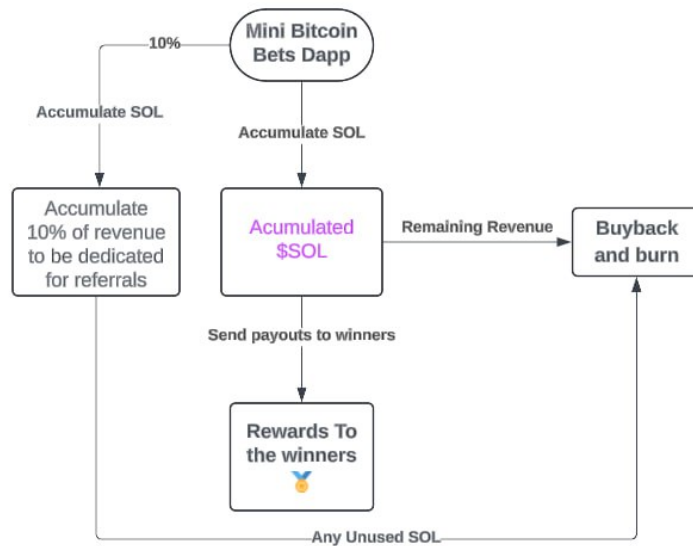 Mini Bitcoin
Bets Dapp
10%
Accumulate SOL
Accumulate SOL
Accumulate
10% of revenue
to be dedicated
for referrals
Acumulated
$SOL
Remaining Revenue
Buyback
and burn
Send payouts to winners
Rewards To
the winners
Any Unused SOL